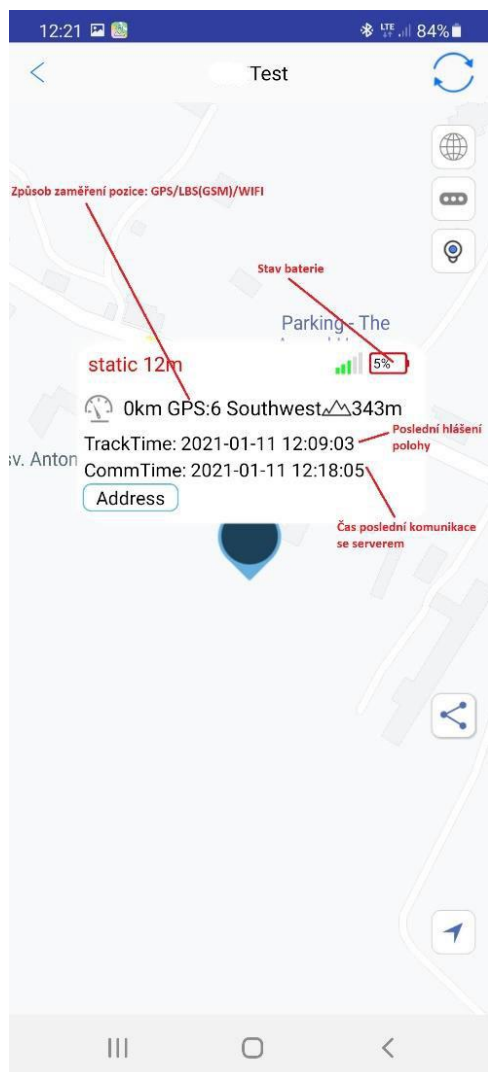 12:21 LTE 84%
Test
Způsob zaměření pozice: GPS/LBS(GSM)/WIFI
Stav baterie
Parking - The
static 12m 5%
0km GPS:6 Southwest 343m
TrackTime: 2021-01-11 12:09:03
Poslední hlášení
polohy
sv. Anton
CommTime: 2021-01-11 12:18:05
Address
Čas poslední komunikace
se serverem